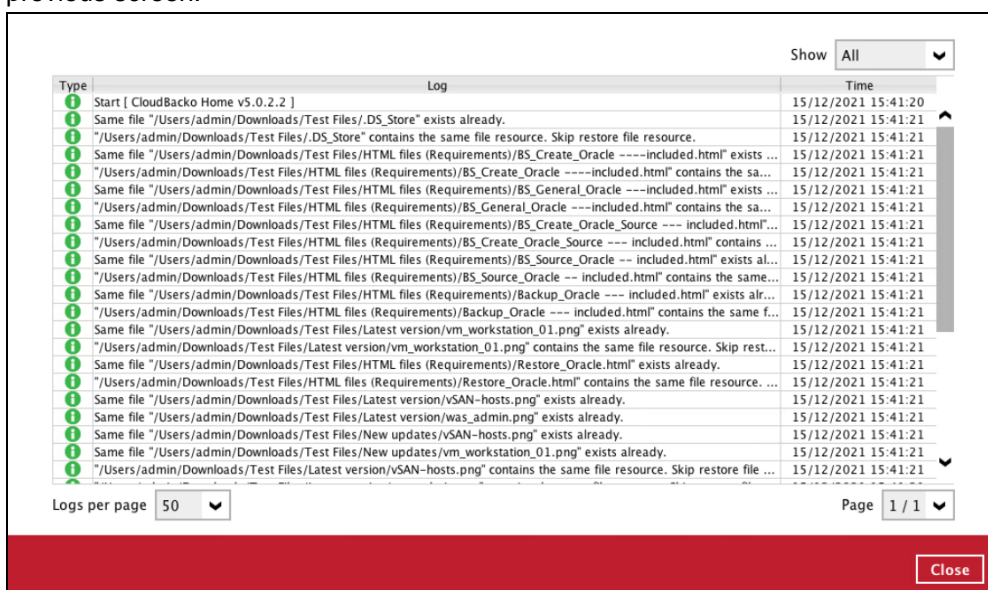 Show All
Type Log Time
Start [ CloudBacko Home v5.0.2.2 ] 15/12/2021 15:41:20
Same file "/Users/admin/Downloads/Test Files/.DS_Store" exists already. 15/12/2021 15:41:21
"/Users/admin/Downloads/Test Files/.DS_Store" contains the same file resource. Skip restore file resource. 15/12/2021 15:41:21
Same file "/Users/admin/Downloads/Test Files/HTML files (Requirements)/BS_Create_Oracle ----included.html" exists ... 15/12/2021 15:41:21
"/Users/admin/Downloads/Test Files/HTML files (Requirements)/BS_Create_Oracle ----included.html" contains the sa... 15/12/2021 15:41:21
Same file "/Users/admin/Downloads/Test Files/HTML files (Requirements)/BS_General_Oracle ---included.html" exists ... 15/12/2021 15:41:21
"/Users/admin/Downloads/Test Files/HTML files (Requirements)/BS_General_Oracle ---included.html" contains the sa... 15/12/2021 15:41:21
Same file "/Users/admin/Downloads/Test Files/HTML files (Requirements)/BS_Create_Oracle_Source --- included.html"... 15/12/2021 15:41:21
"/Users/admin/Downloads/Test Files/HTML files (Requirements)/BS_Create_Oracle_Source --- included.html" contains ... 15/12/2021 15:41:21
Same file "/Users/admin/Downloads/Test Files/HTML files (Requirements)/BS_Source_Oracle -- included.html" exists al... 15/12/2021 15:41:21
"/Users/admin/Downloads/Test Files/HTML files (Requirements)/BS_Source_Oracle -- included.html" contains the same... 15/12/2021 15:41:21
Same file "/Users/admin/Downloads/Test Files/HTML files (Requirements)/Backup_Oracle --- included.html" exists alr... 15/12/2021 15:41:21
"/Users/admin/Downloads/Test Files/HTML files (Requirements)/Backup_Oracle --- included.html" contains the same f... 15/12/2021 15:41:21
Same file "/Users/admin/Downloads/Test Files/Latest version/vm_workstation_01.png" exists already. 15/12/2021 15:41:21
"/Users/admin/Downloads/Test Files/Latest version/vm_workstation_01.png" contains the same file resource. Skip rest... 15/12/2021 15:41:21
Same file "/Users/admin/Downloads/Test Files/HTML files (Requirements)/Restore_Oracle.html" exists already. 15/12/2021 15:41:21
"/Users/admin/Downloads/Test Files/HTML files (Requirements)/Restore_Oracle.html" contains the same file resource. ... 15/12/2021 15:41:21
Same file "/Users/admin/Downloads/Test Files/Latest version/vSAN-hosts.png" exists already. 15/12/2021 15:41:21
Same file "/Users/admin/Downloads/Test Files/Latest version/was_admin.png" exists already. 15/12/2021 15:41:21
Same file "/Users/admin/Downloads/Test Files/New updates/vSAN-hosts.png" exists already. 15/12/2021 15:41:21
Same file "/Users/admin/Downloads/Test Files/New updates/vm_workstation_01.png" exists already. 15/12/2021 15:41:21
"/Users/admin/Downloads/Test Files/Latest version/vSAN-hosts.png" contains the same file resource. Skip restore file ... 15/12/2021 15:41:21
Logs per page 50 Page 1 / 1
Close